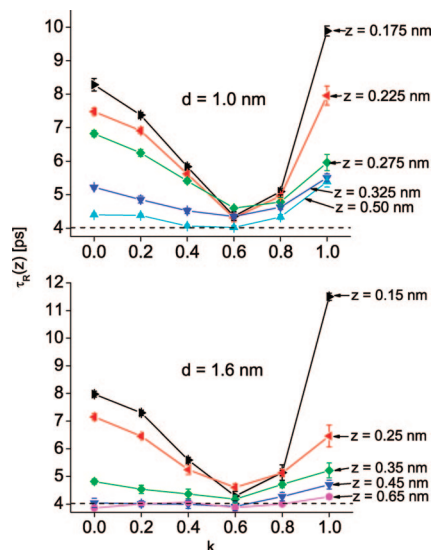 10
9
8
7
6
5
4
d = 1.0 nm
z = 0.175 nm
z = 0.225 nm
z = 0.275 nm
z = 0.325 nm
z = 0.50 nm
0.0 0.2 0.4 0.6 0.8 1.0
τR(z) [ps]
12
11
10
9
8
7
6
5
4
d = 1.6 nm
z = 0.15 nm
z = 0.25 nm
z = 0.35 nm
z = 0.45 nm
z = 0.65 nm
0.0 0.2 0.4 0.6 0.8 1.0
k